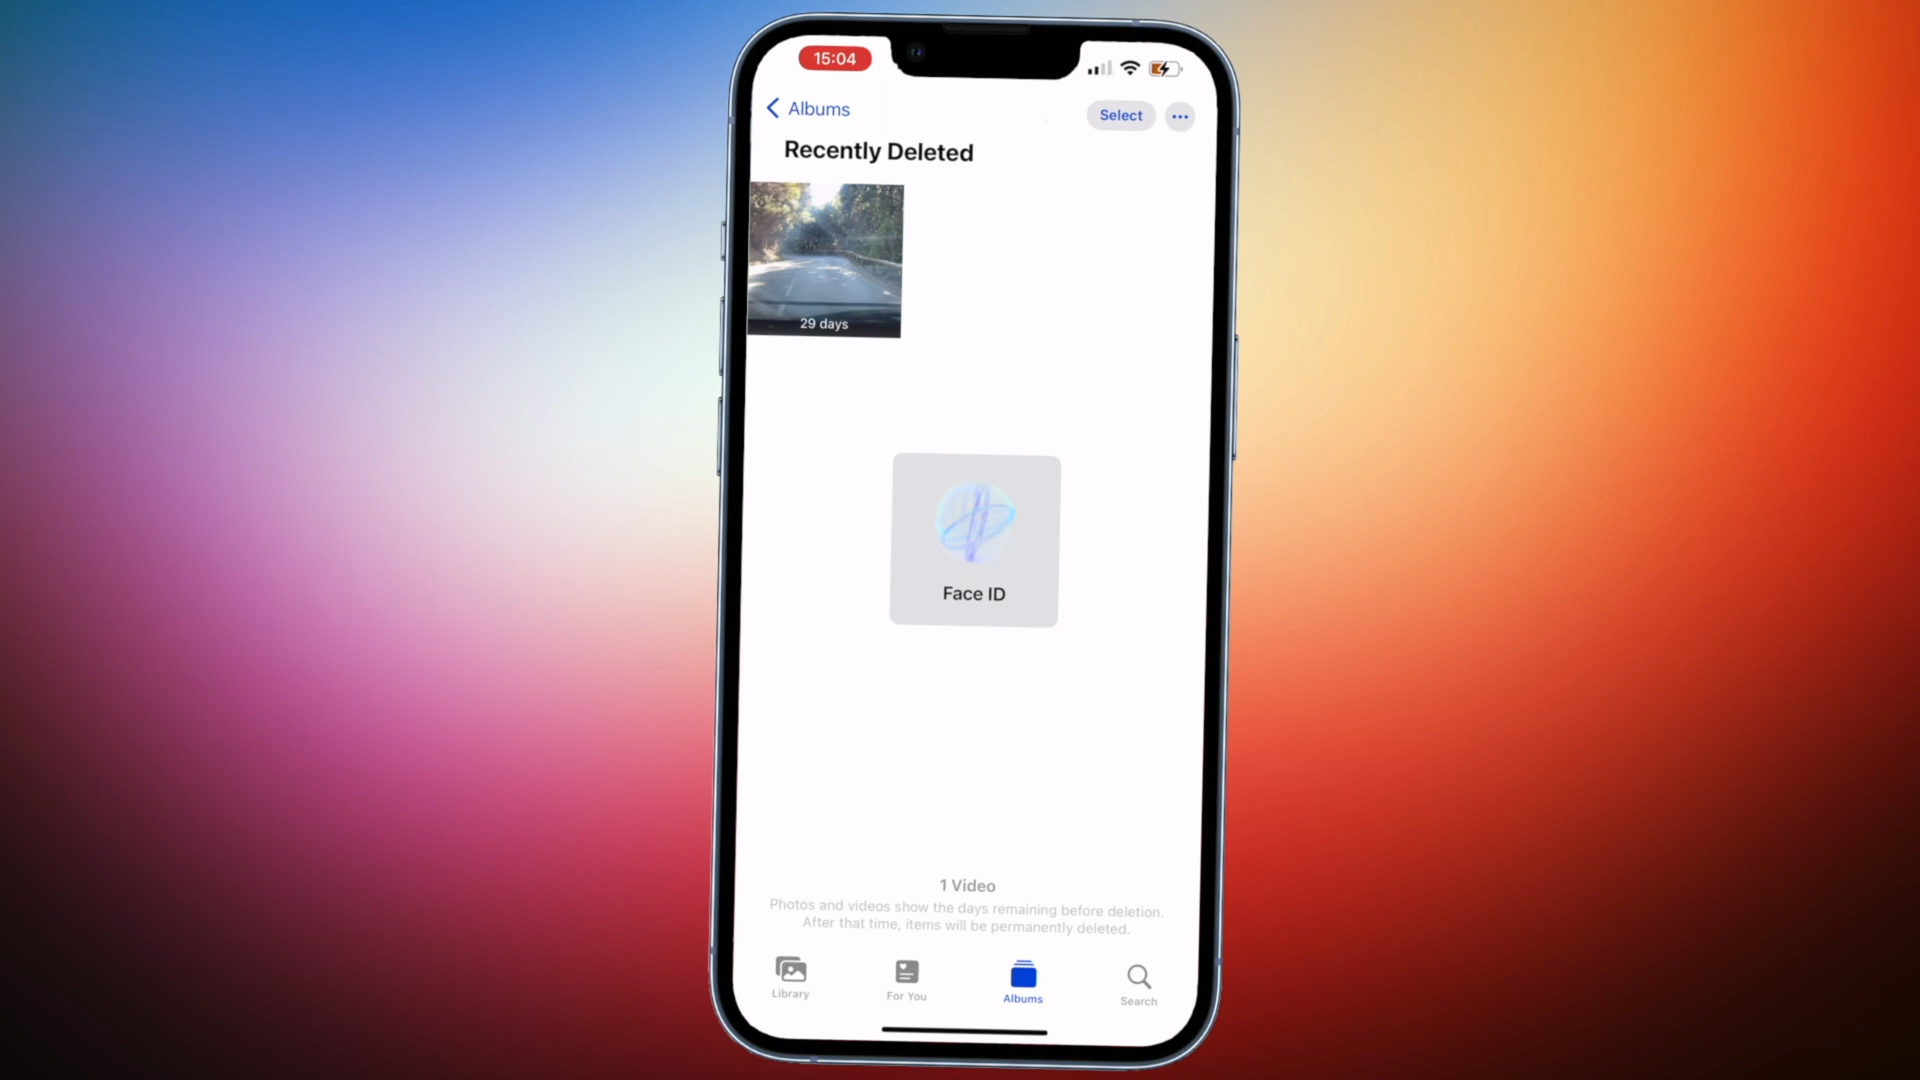 15:04
Albums
Select
Recently Deleted
29 days
Face ID
1 Video
Photos and videos show the days remaining before deletion.
After that time, items will be permanently deleted.
Library
For You
Albums
Search